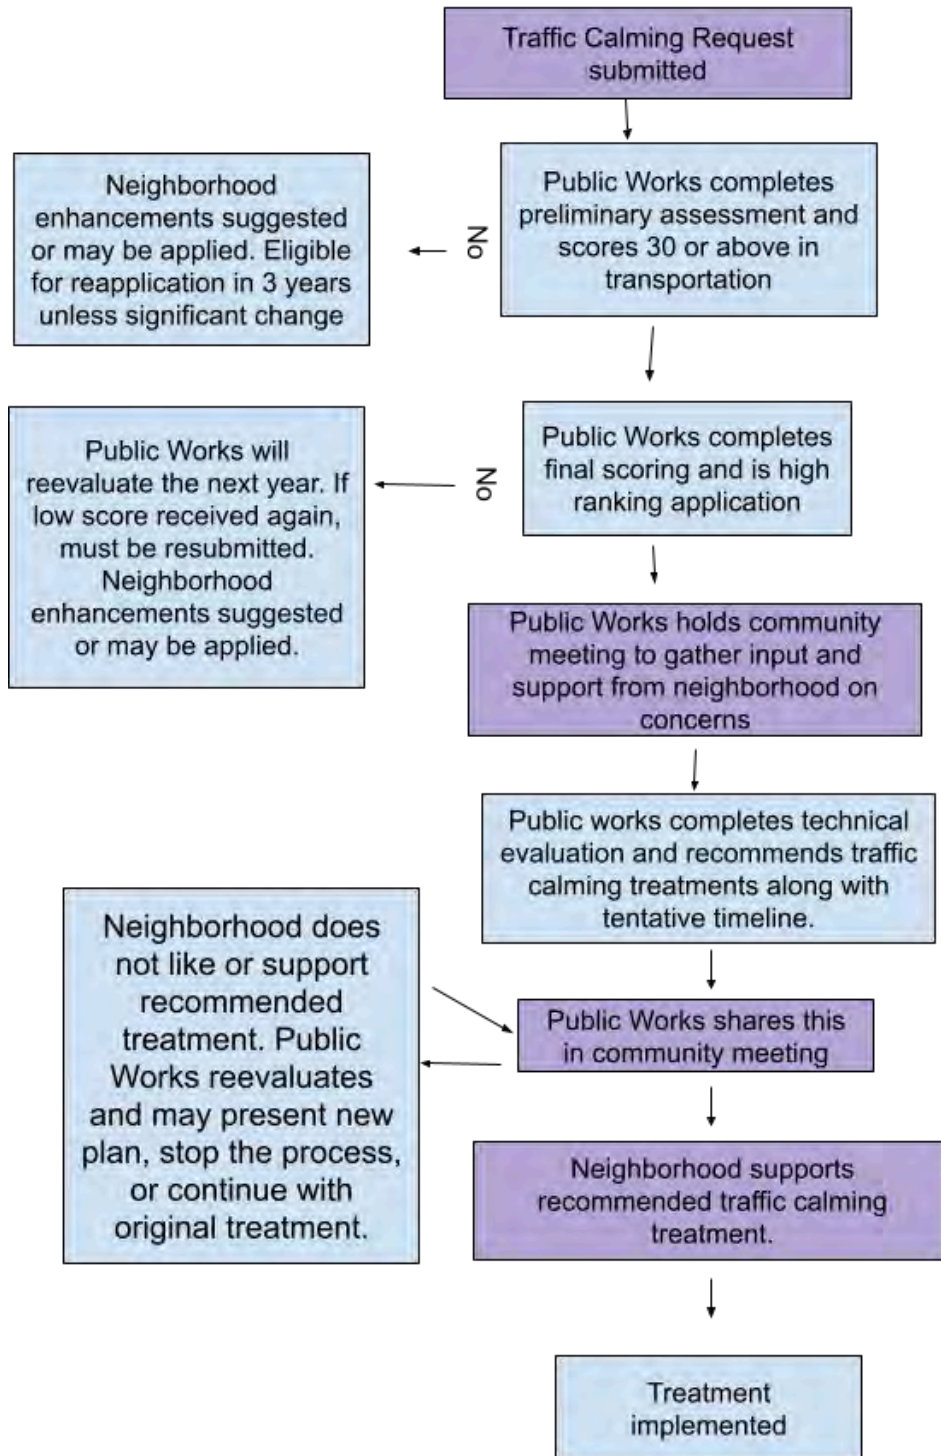 Traffic Calming Request
submitted
Public Works completes
preliminary assessment and
scores 30 or above in
transportation
No
Neighborhood
enhancements suggested
or may be applied. Eligible
for reapplication in 3 years
unless significant change
Public Works completes
final scoring and is high
ranking application
No
Public Works will
reevaluate the next year. If
low score received again,
must be resubmitted.
Neighborhood
enhancements suggested
or may be applied.
Public Works holds community
meeting to gather input and
support from neighborhood on
concerns
Public works completes technical
evaluation and recommends traffic
calming treatments along with
tentative timeline.
Public Works shares this
in community meeting
Neighborhood does
not like or support
recommended
treatment. Public
Works reevaluates
and may present new
plan, stop the process,
or continue with
original treatment.
Neighborhood supports
recommended traffic calming
treatment.
Treatment
implemented